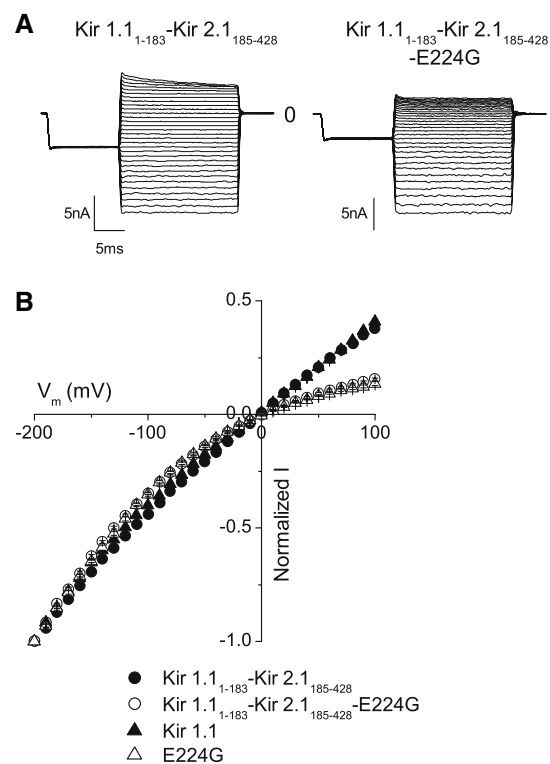 A
Kir 1.1₁₋₁₈₃-Kir 2.1₁₈₅₋₄₂₈
Kir 1.1₁₋₁₈₃-Kir 2.1₁₈₅₋₄₂₈
-E224G
0
5nA
5ms
5nA
B
0.5
Vₘ (mV)
0.0
-200
-100
0
100
-0.5
Normalized I
-1.0
Kir 1.1₁₋₁₈₃-Kir 2.1₁₈₅₋₄₂₈
Kir 1.1₁₋₁₈₃-Kir 2.1₁₈₅₋₄₂₈-E224G
Kir 1.1
E224G